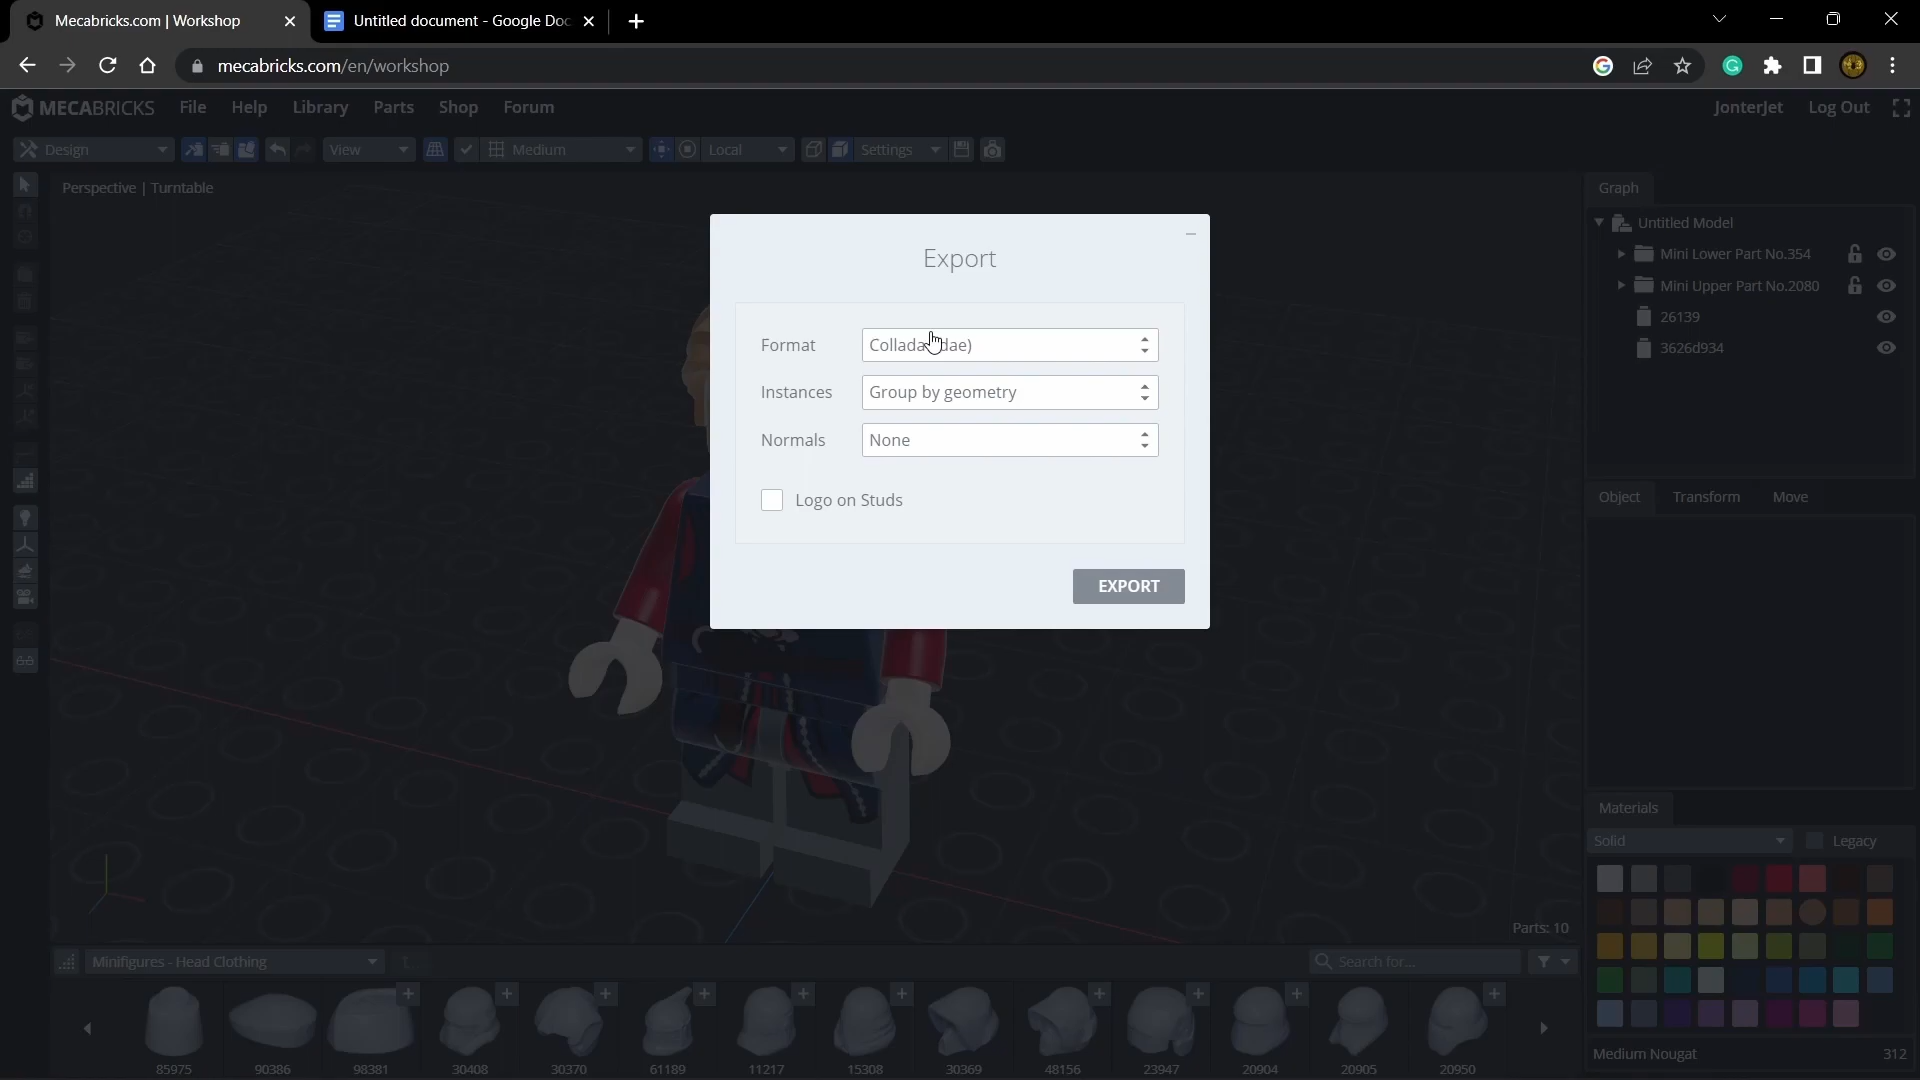 Mecabricks.com | Workshop
Untitled document - Google Doc
mecabricks.com/en/workshop
MECABRICKS File Help Library Parts Shop Forum
JonterJet Log Out
Design View Medium Local Settings
Perspective | Turntable
Graph
Untitled Model
Mini Lower Part No.354
Mini Upper Part No.2080
26139
3626d934
Export
Format Collada dae)
Instances Group by geometry
Normals None
Logo on Studs
EXPORT
Object Transform Move
Materials
Solid Legacy
Parts: 10
Minifigures - Head Clothing
Search for...
85975 90386 98381 30408 30370 61189 11217 15308 30369 48156 23947 20904 20905 20950
Medium Nougat 312